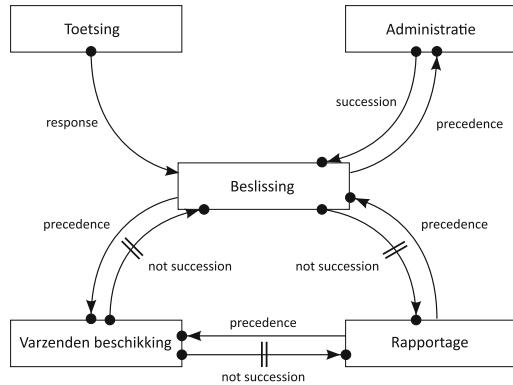 Toetsing
Administratie
response
succession
precedence
Beslissing
precedence
not succession
not succession
precedence
Varzenden beschikking
precedence
not succession
Rapportage